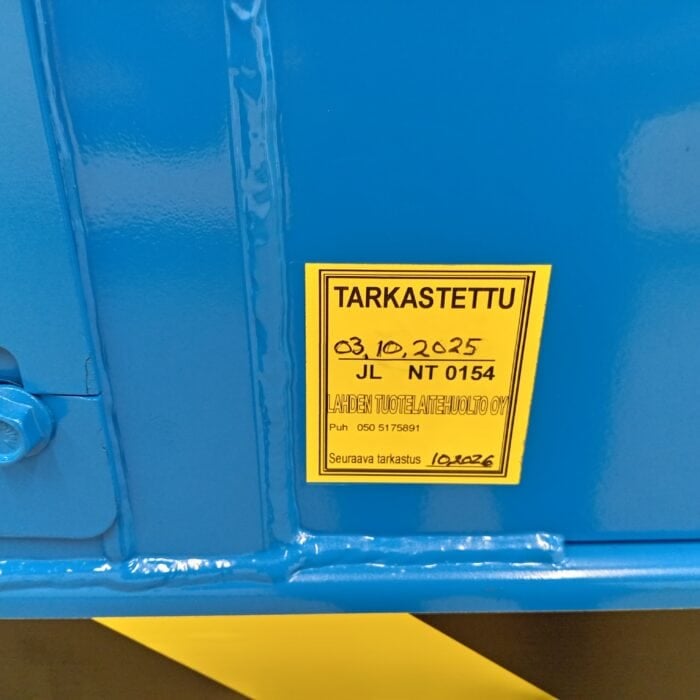 TARKASTETTU
03.10.2025
JL NT 0154
LAHDEN TUOTELAITEHUOLTO OY
Puh 050 5175891
Seuraava tarkastus 10.2026